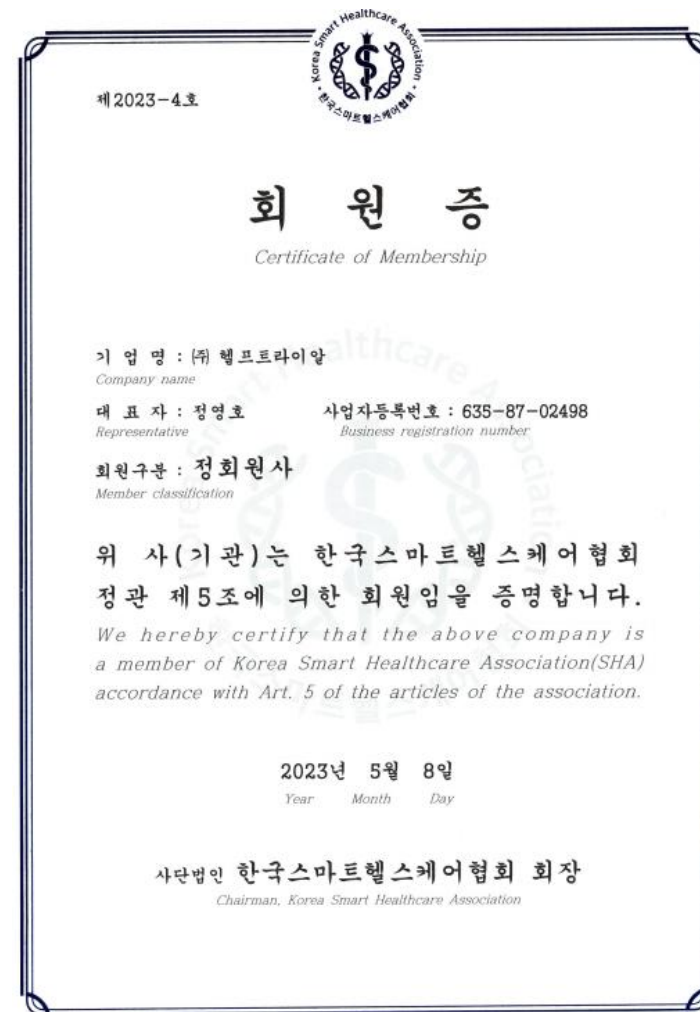 Korea Smart Healthcare Association
한국스마트헬스케어협회
제2023-4호
회 원 증
Certificate of Membership
기 업 명 : ㈜ 헬프트라이알
Company name
대 표 자 : 정영호 사업자등록번호 : 635-87-02498
Representative Business registration number
회원구분 : 정회원사
Member classification
위 사(기관)는 한국스마트헬스케어협회
정관 제5조에 의한 회원임을 증명합니다.
We hereby certify that the above company is
a member of Korea Smart Healthcare Association(SHA)
accordance with Art. 5 of the articles of the association.
2023년 5월 8일
Year Month Day
사단법인 한국스마트헬스케어협회 회장
Chairman, Korea Smart Healthcare Association